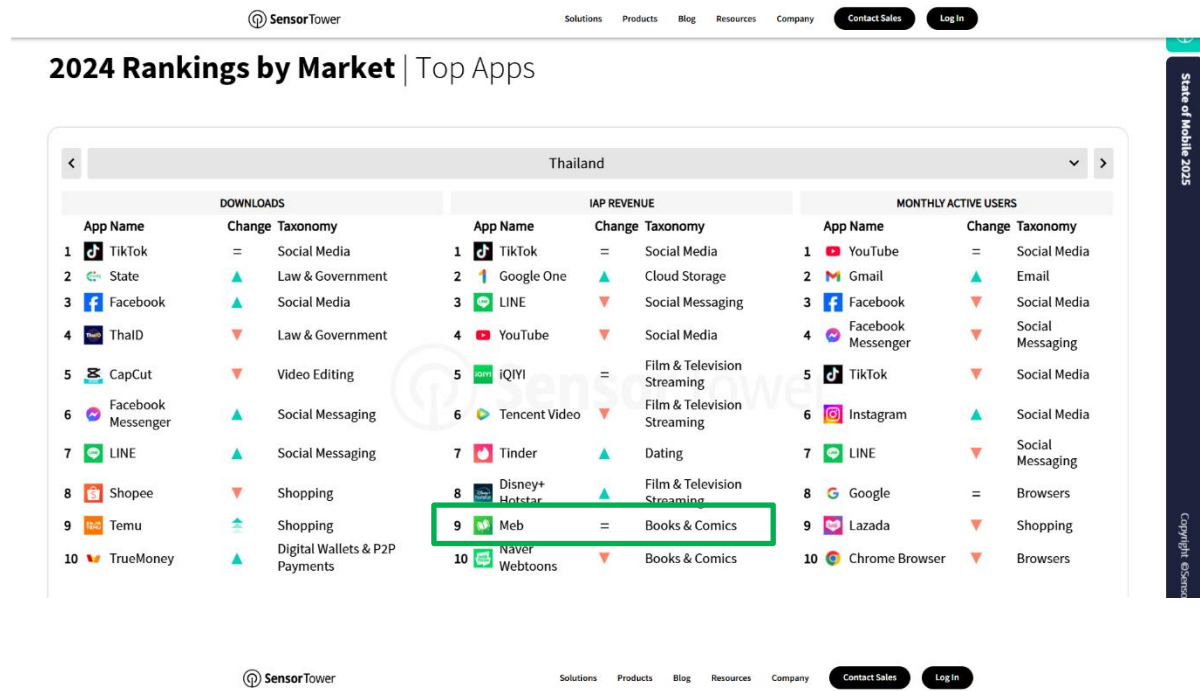 SensorTower
Solutions Products Blog Resources Company Contact Sales Log In
2024 Rankings by Market | Top Apps
State of Mobile 2025
Thailand
DOWNLOADS
App Name Change Taxonomy
1 TikTok = Social Media
2 State ▲ Law & Government
3 Facebook ▲ Social Media
4 ThaID ▼ Law & Government
5 CapCut ▼ Video Editing
6 Facebook Messenger ▲ Social Messaging
7 LINE ▲ Social Messaging
8 Shopee ▼ Shopping
9 Temu Shopping
10 TrueMoney ▲ Digital Wallets & P2P Payments
IAP REVENUE
App Name Change Taxonomy
1 TikTok = Social Media
2 Google One ▲ Cloud Storage
3 LINE ▼ Social Messaging
4 YouTube ▼ Social Media
5 iQIYI = Film & Television Streaming
6 Tencent Video ▼ Film & Television Streaming
7 Tinder ▲ Dating
8 Disney+ Hotstar ▲ Film & Television Streaming
9 Meb = Books & Comics
10 Naver Webtoons ▼ Books & Comics
MONTHLY ACTIVE USERS
App Name Change Taxonomy
1 YouTube = Social Media
2 Gmail ▲ Email
3 Facebook ▼ Social Media
4 Facebook Messenger ▼ Social Messaging
5 TikTok ▼ Social Media
6 Instagram ▲ Social Media
7 LINE ▼ Social Messaging
8 Google = Browsers
9 Lazada ▼ Shopping
10 Chrome Browser ▼ Browsers
SensorTower
Copyright
SensorTower
Solutions Products Blog Resources Company Contact Sales Log In